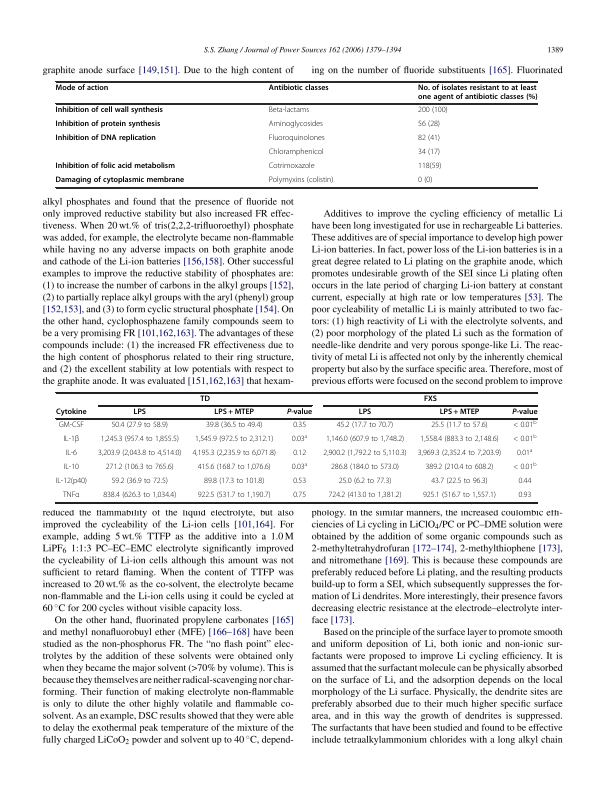 S.S. Zhang / Journal of Power Sources 162 (2006) 1379–1394
1389
graphite anode surface [149,151]. Due to the high content of
ing on the number of fluoride substituents [165]. Fluorinated
Mode of action Antibiotic classes No. of isolates resistant to at least
one agent of antibiotic classes (%)
Inhibition of cell wall synthesis Beta-lactams 200 (100)
Inhibition of protein synthesis Aminoglycosides 56 (28)
Inhibition of DNA replication Fluoroquinolones 82 (41)
Chloramphenicol 34 (17)
Inhibition of folic acid metabolism Cotrimoxazole 118(59)
Damaging of cytoplasmic membrane Polymyxins (colistin) 0 (0)
alkyl phosphates and found that the presence of fluoride not
only improved reductive stability but also increased FR effec-
tiveness. When 20 wt.% of tris(2,2,2-trifluoroethyl) phosphate
was added, for example, the electrolyte became non-flammable
while having no any adverse impacts on both graphite anode
and cathode of the Li-ion batteries [156,158]. Other successful
examples to improve the reductive stability of phosphates are:
(1) to increase the number of carbons in the alkyl groups [152],
(2) to partially replace alkyl groups with the aryl (phenyl) group
[152,153], and (3) to form cyclic structural phosphate [154]. On
the other hand, cyclophosphazene family compounds seem to
be a very promising FR [101,162,163]. The advantages of these
compounds include: (1) the increased FR effectiveness due to
the high content of phosphorus related to their ring structure,
and (2) the excellent stability at low potentials with respect to
the graphite anode. It was evaluated [151,162,163] that hexam-
Additives to improve the cycling efficiency of metallic Li
have been long investigated for use in rechargeable Li batteries.
These additives are of special importance to develop high power
Li-ion batteries. In fact, power loss of the Li-ion batteries is in a
great degree related to Li plating on the graphite anode, which
promotes undesirable growth of the SEI since Li plating often
occurs in the late period of charging Li-ion battery at constant
current, especially at high rate or low temperatures [53]. The
poor cycleability of metallic Li is mainly attributed to two fac-
tors: (1) high reactivity of Li with the electrolyte solvents, and
(2) poor morphology of the plated Li such as the formation of
needle-like dendrite and very porous sponge-like Li. The reac-
tivity of metal Li is affected not only by the inherently chemical
property but also by the surface specific area. Therefore, most of
previous efforts were focused on the second problem to improve
TD FXS
Cytokine LPS LPS + MTEP P-value LPS LPS + MTEP P-value
GM-CSF 50.4 (27.9 to 58.9) 39.8 (36.5 to 49.4) 0.35 45.2 (17.7 to 70.7) 25.5 (11.7 to 57.6) < 0.01b
IL-1β 1,245.3 (957.4 to 1,855.5) 1,545.9 (972.5 to 2,312.1) 0.03a 1,146.0 (607.9 to 1,748.2) 1,558.4 (883.3 to 2,148.6) < 0.01b
IL-6 3,203.9 (2,043.8 to 4,514.0) 4,195.3 (2,235.9 to 6,071.8) 0.12 2,900.2 (1,792.2 to 5,110.3) 3,969.3 (2,352.4 to 7,203.9) 0.01a
IL-10 271.2 (106.3 to 765.6) 415.6 (168.7 to 1,076.6) 0.03a 286.8 (184.0 to 573.0) 389.2 (210.4 to 608.2) < 0.01b
IL-12(p40) 59.2 (36.9 to 72.5) 89.8 (17.3 to 101.8) 0.53 25.0 (6.2 to 77.3) 43.7 (22.5 to 96.3) 0.44
TNFα 838.4 (626.3 to 1,034.4) 922.5 (531.7 to 1,190.7) 0.75 724.2 (413.0 to 1,381.2) 925.1 (516.7 to 1,557.1) 0.93
reduced the flammability of the liquid electrolyte, but also
improved the cycleability of the Li-ion cells [101,164]. For
example, adding 5 wt.% TTFP as the additive into a 1.0 M
LiPF6 1:1:3 PC–EC–EMC electrolyte significantly improved
the cycleability of Li-ion cells although this amount was not
sufficient to retard flaming. When the content of TTFP was
increased to 20 wt.% as the co-solvent, the electrolyte became
non-flammable and the Li-ion cells using it could be cycled at
60 °C for 200 cycles without visible capacity loss.
On the other hand, fluorinated propylene carbonates [165]
and methyl nonafluorobuyl ether (MFE) [166–168] have been
studied as the non-phosphorus FR. The “no flash point” elec-
trolytes by the addition of these solvents were obtained only
when they became the major solvent (>70% by volume). This is
because they themselves are neither radical-scavenging nor char-
forming. Their function of making electrolyte non-flammable
is only to dilute the other highly volatile and flammable co-
solvent. As an example, DSC results showed that they were able
to delay the exothermal peak temperature of the mixture of the
fully charged LiCoO2 powder and solvent up to 40 °C, depend-
phology. In the similar manners, the increased coulombic effi-
ciencies of Li cycling in LiClO4/PC or PC–DME solution were
obtained by the addition of some organic compounds such as
2-methyltetrahydrofuran [172–174], 2-methylthiophene [173],
and nitromethane [169]. This is because these compounds are
preferably reduced before Li plating, and the resulting products
build-up to form a SEI, which subsequently suppresses the for-
mation of Li dendrites. More interestingly, their presence favors
decreasing electric resistance at the electrode–electrolyte inter-
face [173].
Based on the principle of the surface layer to promote smooth
and uniform deposition of Li, both ionic and non-ionic sur-
factants were proposed to improve Li cycling efficiency. It is
assumed that the surfactant molecule can be physically absorbed
on the surface of Li, and the adsorption depends on the local
morphology of the Li surface. Physically, the dendrite sites are
preferably absorbed due to their much higher specific surface
area, and in this way the growth of dendrites is suppressed.
The surfactants that have been studied and found to be effective
include tetraalkylammonium chlorides with a long alkyl chain